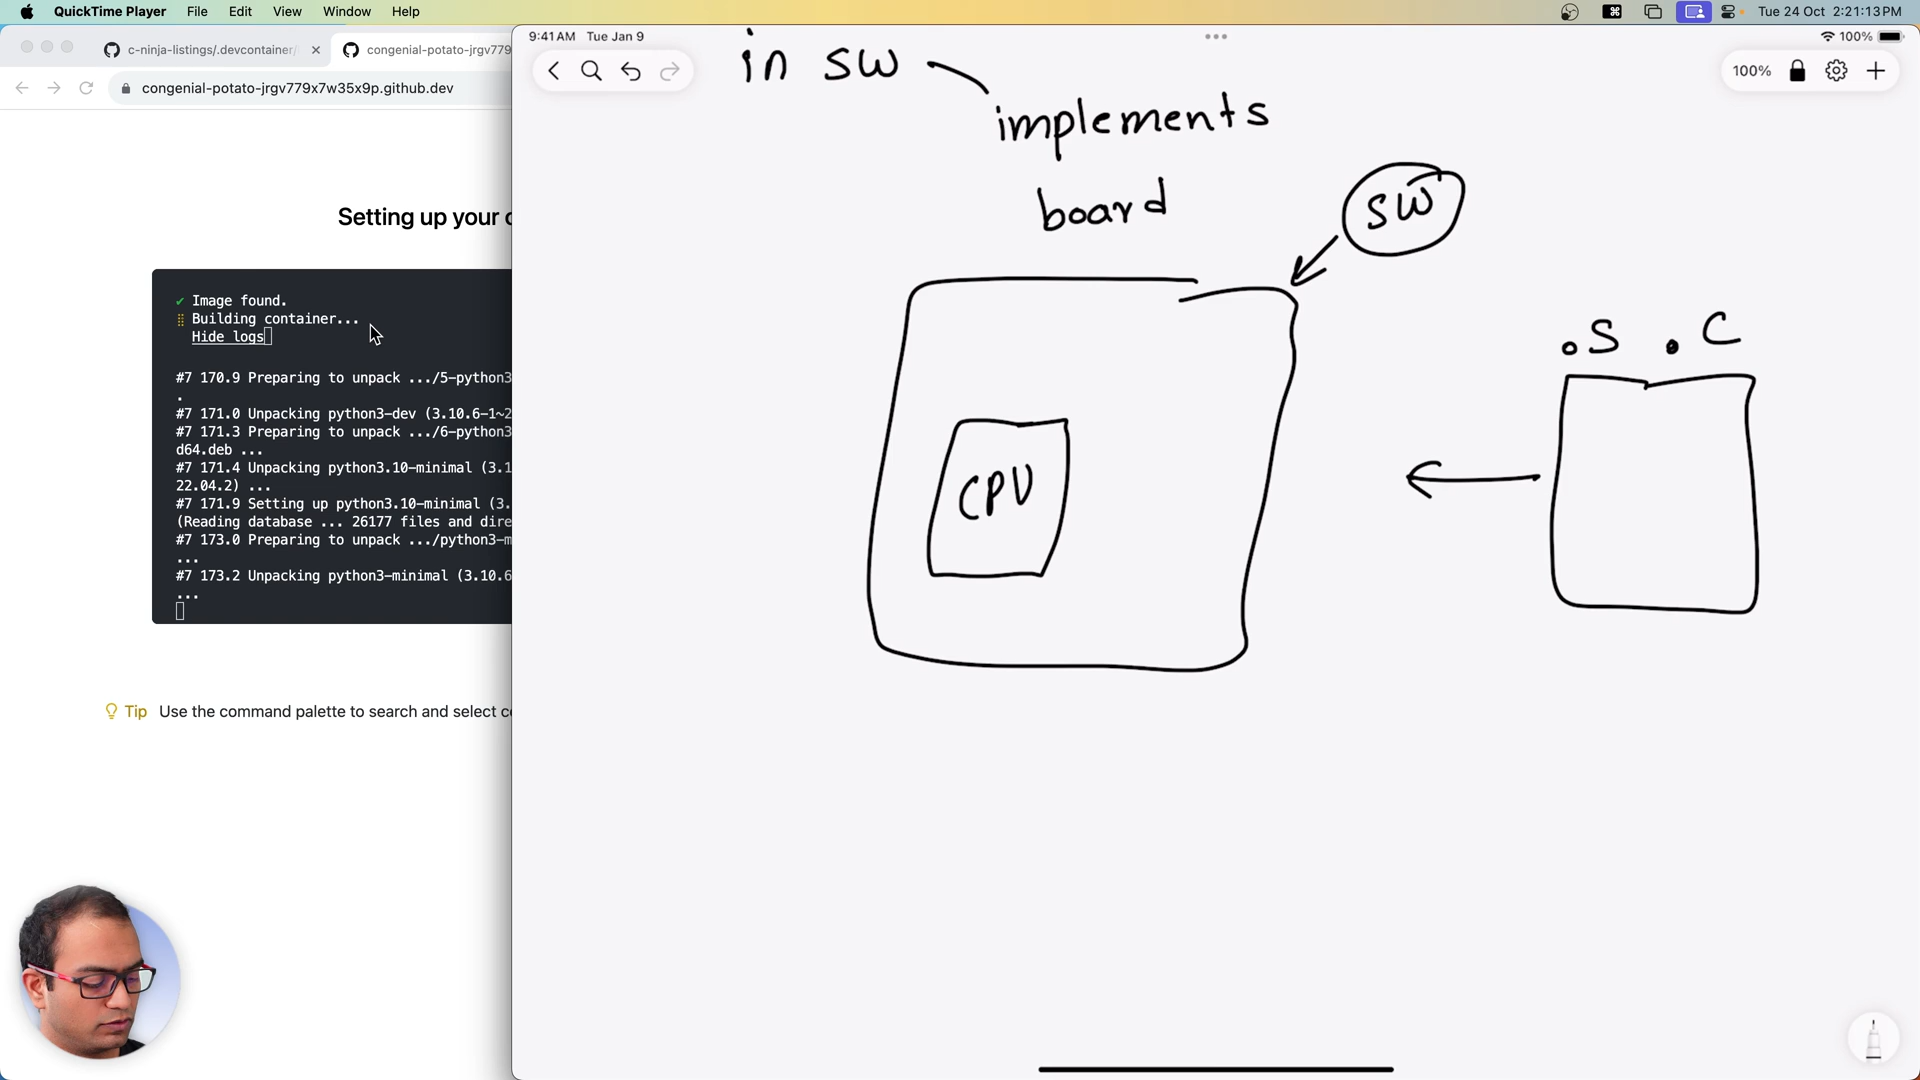 QuickTime Player File Edit View Window Help
Tue 24 Oct 2:21:13 PM
c-ninja-listings/.devcontainer/
congenial-potato-jrgv779
congenial-potato-jrgv779x7w35x9p.github.dev
Setting up your c
✔ Image found.
Building container...
Hide logs
#7 170.9 Preparing to unpack .../5-python3
.
#7 171.0 Unpacking python3-dev (3.10.6-1~2
#7 171.3 Preparing to unpack .../6-python3
d64.deb ...
#7 171.4 Unpacking python3.10-minimal (3.1
22.04.2) ...
#7 171.9 Setting up python3.10-minimal (3.
(Reading database ... 26177 files and dire
#7 173.0 Preparing to unpack .../python3-m
...
#7 173.2 Unpacking python3-minimal (3.10.6
...
Tip Use the command palette to search and select c
9:41 AM Tue Jan 9
100%
100%
in SW
implements
board
SW
.S .C
CPU